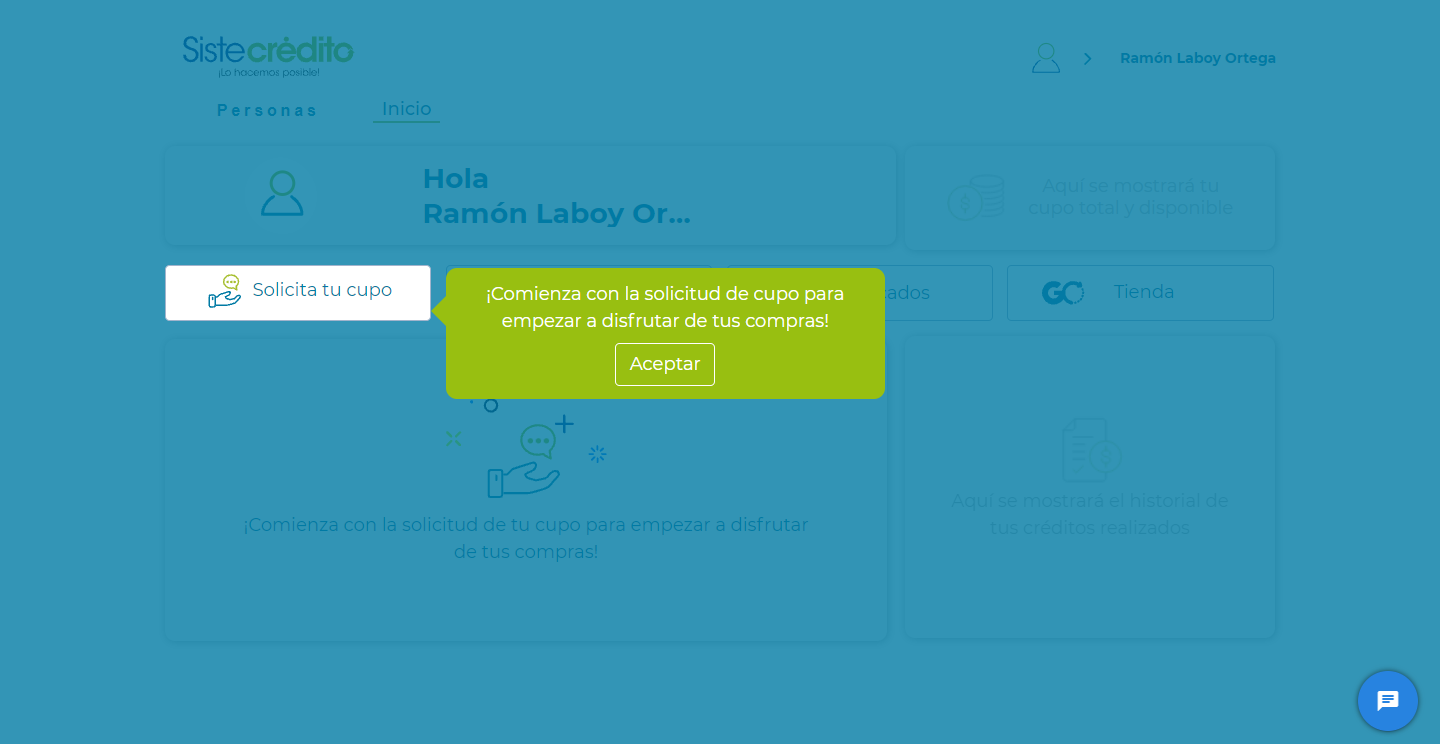 Sistecrédito
¡Lo hacemos posible!
Ramón Laboy Ortega
Personas
Inicio
Hola
Ramón Laboy Or...
Aquí se mostrará tu
cupo total y disponible
Solicita tu cupo
¡Comienza con la solicitud de cupo para
empezar a disfrutar de tus compras!
Aceptar
GO
Tienda
¡Comienza con la solicitud de tu cupo para empezar a disfrutar
de tus compras!
Aquí se mostrará el historial de
tus créditos realizados